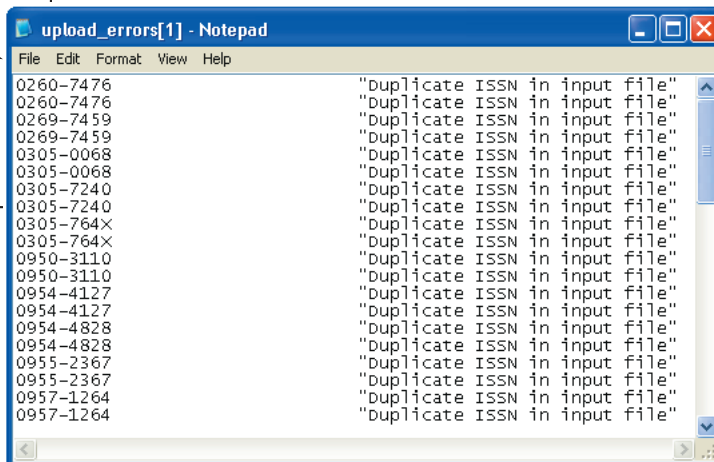 upload_errors[1] - Notepad
File Edit Format View Help
0260-7476 "Duplicate ISSN in input file"
0260-7476 "Duplicate ISSN in input file"
0269-7459 "Duplicate ISSN in input file"
0269-7459 "Duplicate ISSN in input file"
0305-0068 "Duplicate ISSN in input file"
0305-0068 "Duplicate ISSN in input file"
0305-7240 "Duplicate ISSN in input file"
0305-7240 "Duplicate ISSN in input file"
0305-764X "Duplicate ISSN in input file"
0305-764X "Duplicate ISSN in input file"
0950-3110 "Duplicate ISSN in input file"
0950-3110 "Duplicate ISSN in input file"
0954-4127 "Duplicate ISSN in input file"
0954-4127 "Duplicate ISSN in input file"
0954-4828 "Duplicate ISSN in input file"
0954-4828 "Duplicate ISSN in input file"
0955-2367 "Duplicate ISSN in input file"
0955-2367 "Duplicate ISSN in input file"
0957-1264 "Duplicate ISSN in input file"
0957-1264 "Duplicate ISSN in input file"